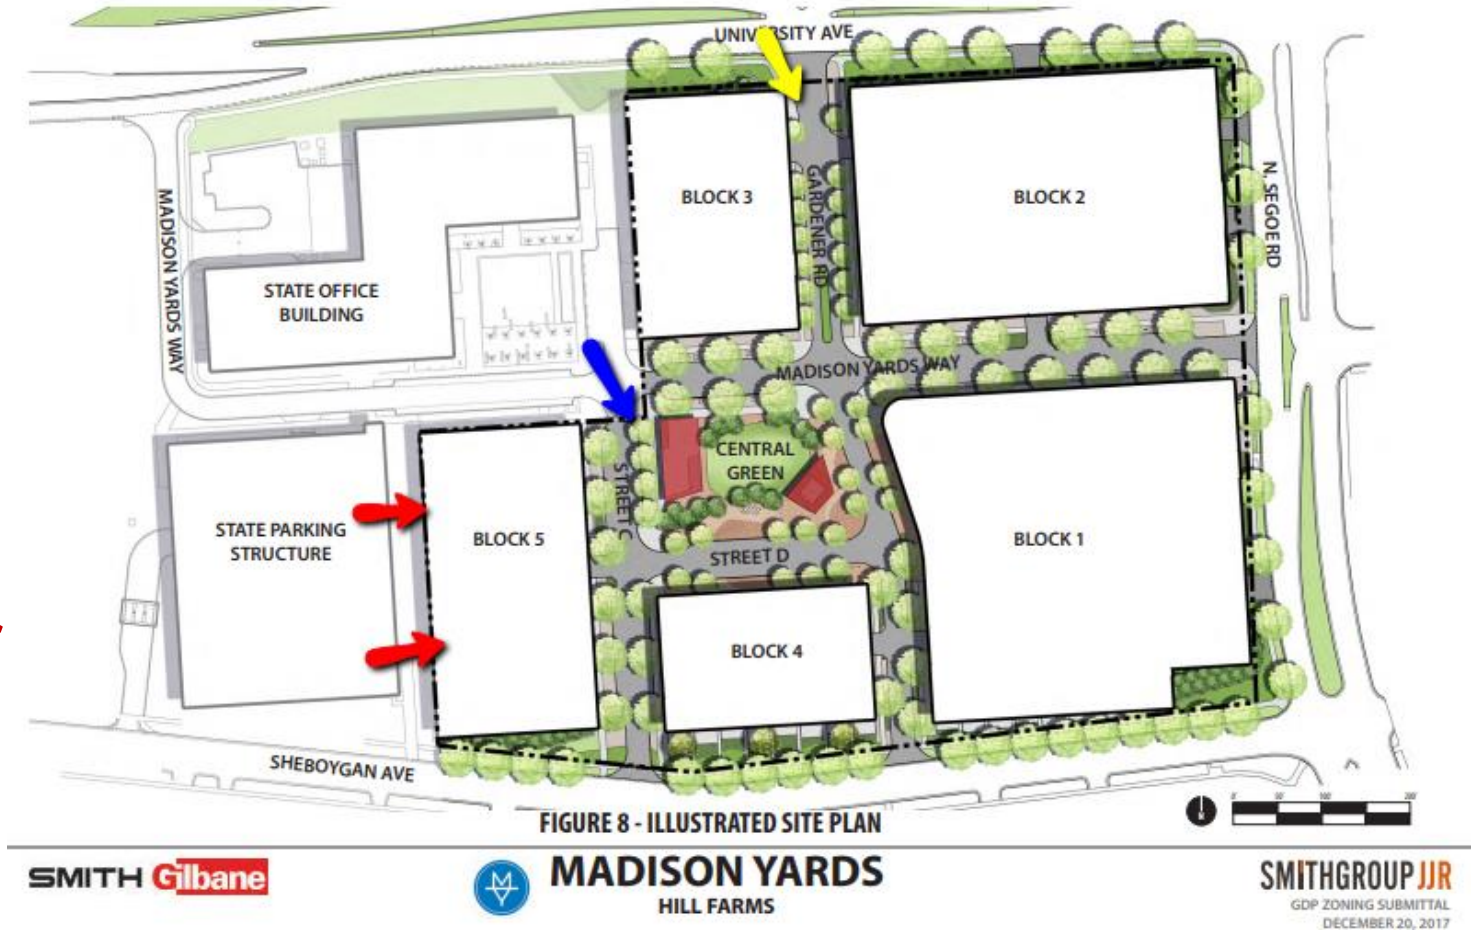 UNIVERSITY AVE
MADISON YARDS WAY
STATE OFFICE
BUILDING
BLOCK 3
GARDENER RD
BLOCK 2
N. SEGOE RD
MADISON YARDS WAY
STATE PARKING
STRUCTURE
BLOCK 5
STREET C
CENTRAL
GREEN
STREET D
BLOCK 4
BLOCK 1
SHEBOYGAN AVE
FIGURE 8 - ILLUSTRATED SITE PLAN
SMITH Gilbane
MADISON YARDS
HILL FARMS
SMITHGROUP JJR
GDP ZONING SUBMITTAL
DECEMBER 20, 2017